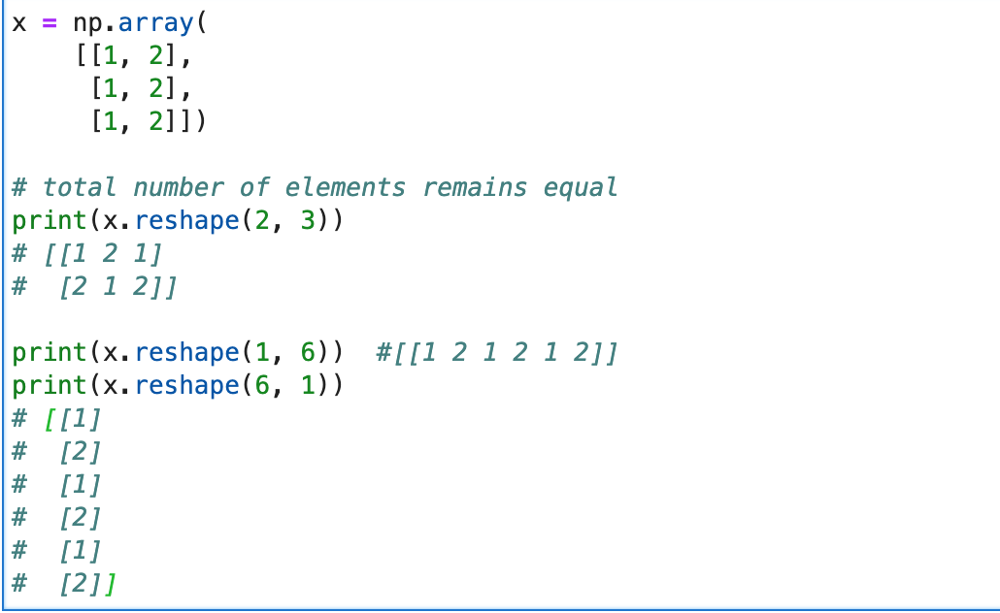 x = np.array(
    [[1, 2],
     [1, 2],
     [1, 2]])

# total number of elements remains equal
print(x.reshape(2, 3))
# [[1 2 1]
#  [2 1 2]]

print(x.reshape(1, 6))  #[[1 2 1 2 1 2]]
print(x.reshape(6, 1))
# [[1]
#  [2]
#  [1]
#  [2]
#  [1]
#  [2]]